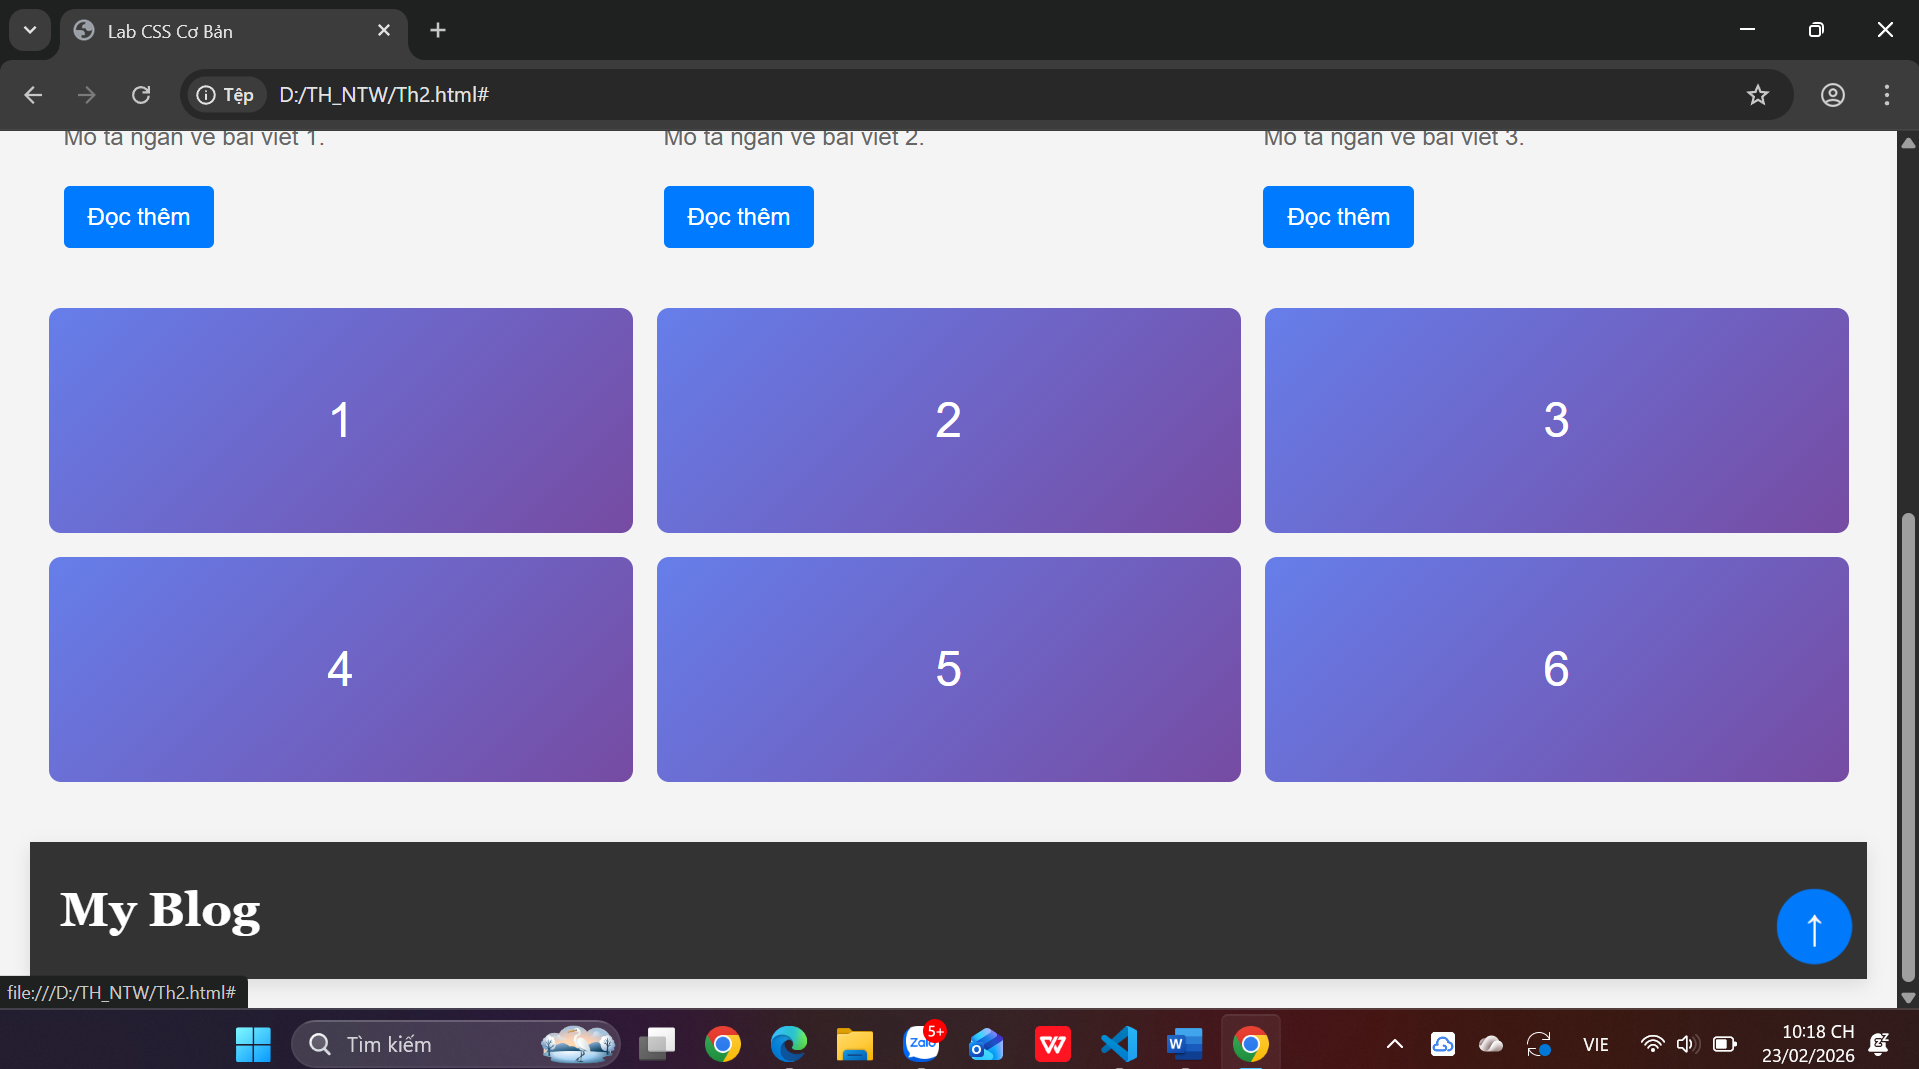 Lab CSS Cơ Bản
Tệp
D:/TH_NTW/Th2.html#
Mô tả ngắn về bài viết 1.
Mô tả ngắn về bài viết 2.
Mô tả ngắn về bài viết 3.
Đọc thêm
Đọc thêm
Đọc thêm
1
2
3
4
5
6
My Blog
↑
file:///D:/TH_NTW/Th2.html#
Tìm kiếm
Zalo
5+
VIE
10:18 CH
23/02/2026